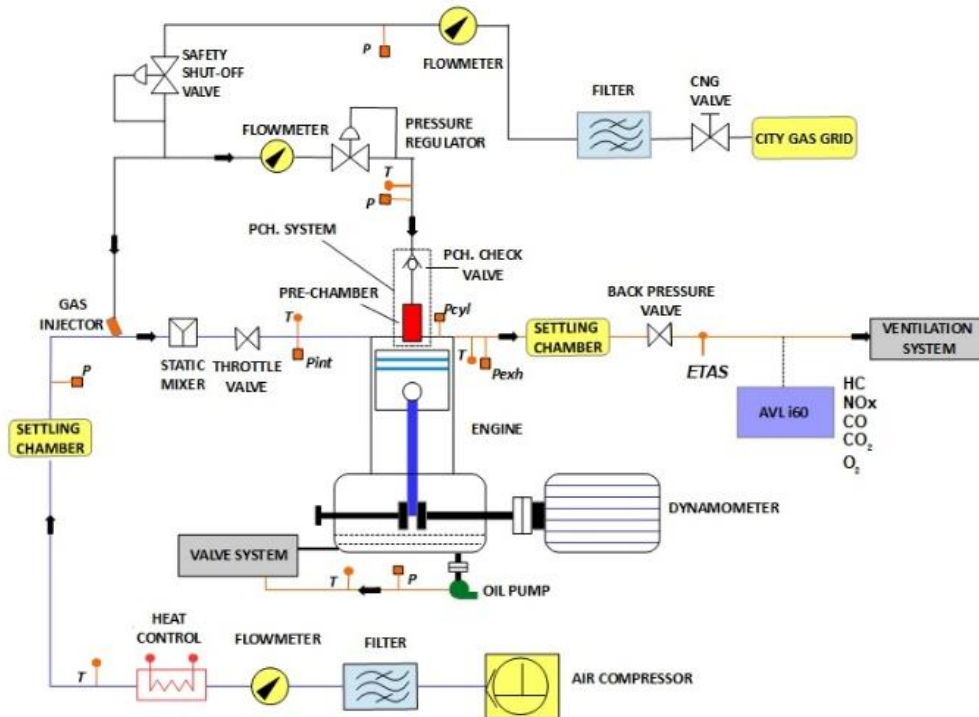 SAFETY
SHUT-OFF
VALVE
P
FLOWMETER
FILTER
CNG
VALVE
CITY GAS GRID
FLOWMETER
PRESSURE
REGULATOR
T
P
PCH. SYSTEM
PCH. CHECK
VALVE
PRE-CHAMBER
GAS
INJECTOR
STATIC
MIXER
THROTTLE
VALVE
T
Pint
Pcyl
T
Pexh
SETTLING
CHAMBER
BACK PRESSURE
VALVE
ETAS
VENTILATION
SYSTEM
AVL i60
HC
NOx
CO
CO₂
O₂
P
SETTLING
CHAMBER
ENGINE
DYNAMOMETER
VALVE SYSTEM
T
P
OIL PUMP
HEAT
CONTROL
T
FLOWMETER
FILTER
AIR COMPRESSOR